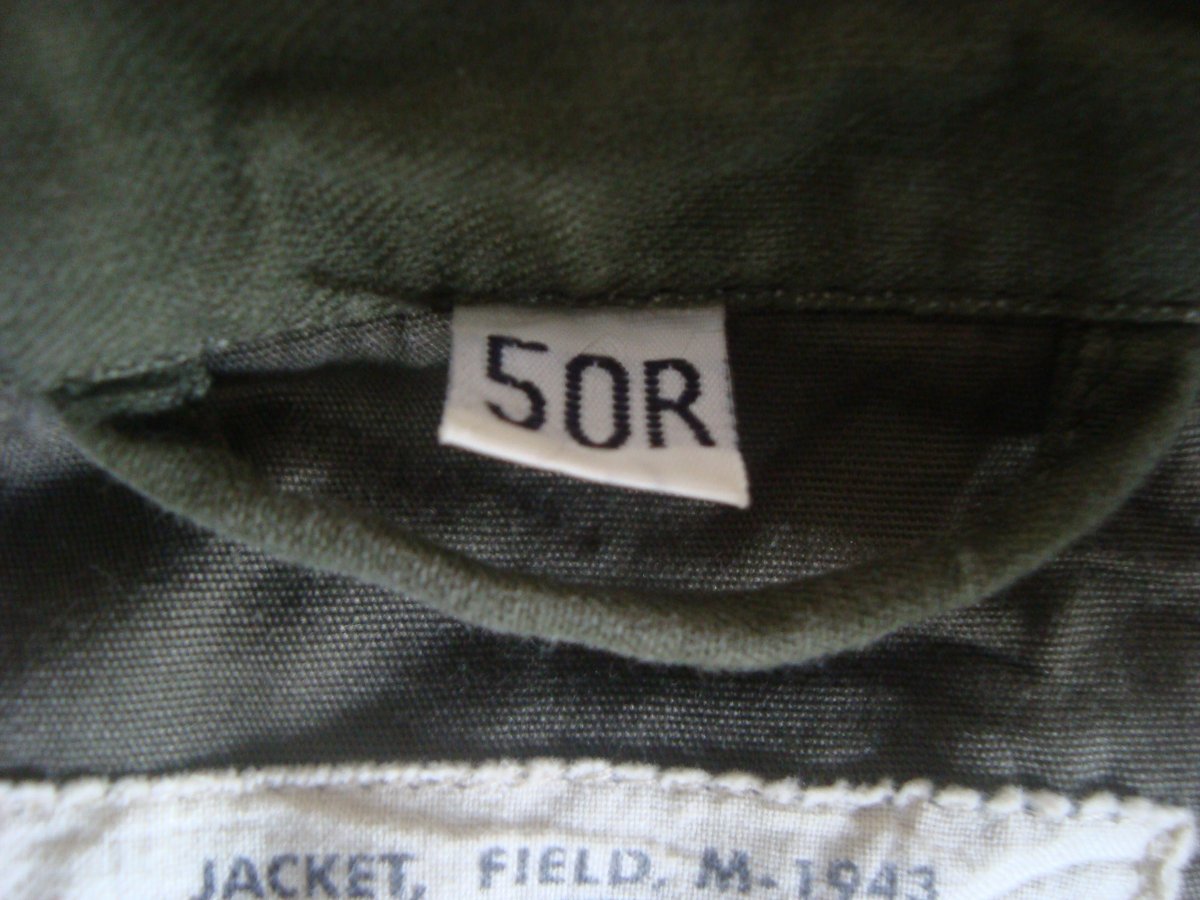 50R
JACKET, FIELD, M-1943